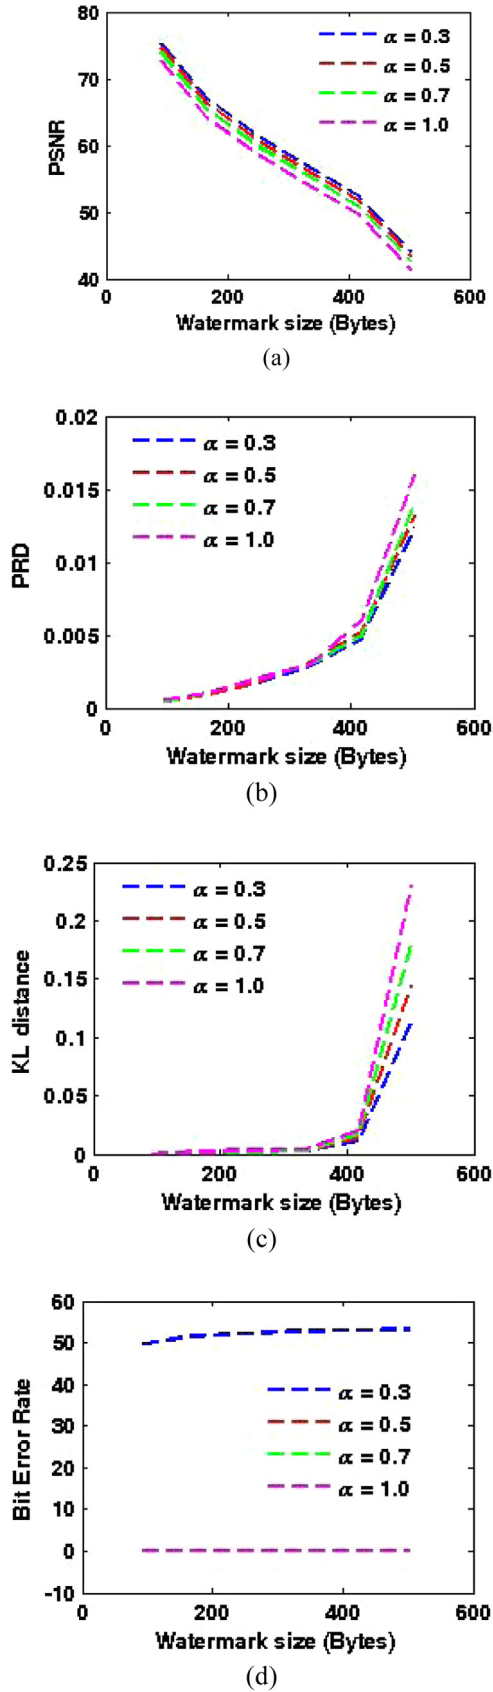 80
70
60
50
40
PSNR
α = 0.3
α = 0.5
α = 0.7
α = 1.0
0 200 400 600
Watermark size (Bytes)
(a)
0.02
0.015
0.01
0.005
0
PRD
α = 0.3
α = 0.5
α = 0.7
α = 1.0
0 200 400 600
Watermark size (Bytes)
(b)
0.25
0.2
0.15
0.1
0.05
0
KL distance
α = 0.3
α = 0.5
α = 0.7
α = 1.0
0 200 400 600
Watermark size (Bytes)
(c)
60
50
40
30
20
10
0
-10
Bit Error Rate
α = 0.3
α = 0.5
α = 0.7
α = 1.0
0 200 400 600
Watermark size (Bytes)
(d)